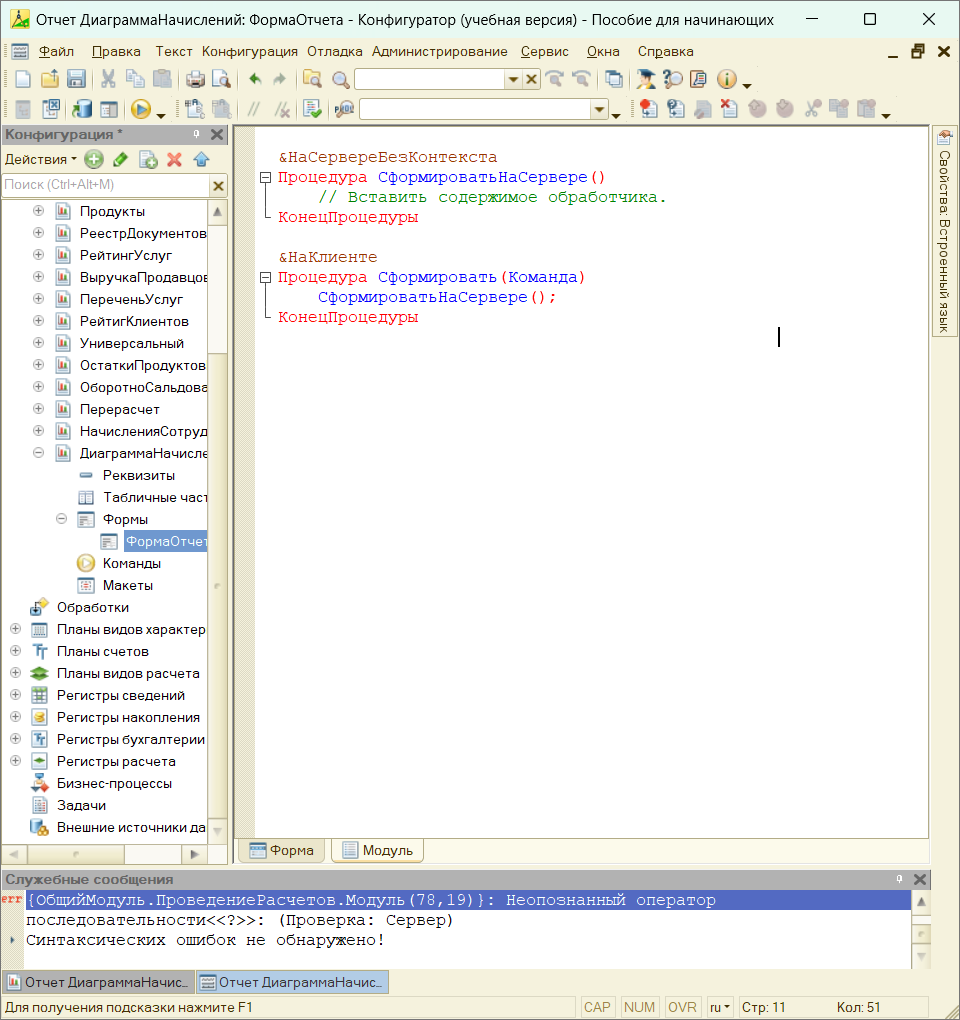 Отчет ДиаграммаНачислений: ФормаОтчета - Конфигуратор (учебная версия) - Пособие для начинающих
Файл Правка Текст Конфигурация Отладка Администрирование Сервис Окна Справка
Конфигурация *
Действия
Поиск (Ctrl+Alt+M)
Продукты
РеестрДокументов
РейтингУслуг
ВыручкаПродавцов
ПереченьУслуг
РейтигКлиентов
Универсальный
ОстаткиПродуктов
ОборотноСальдова
Перерасчет
НачисленияСотруд
ДиаграммаНачисле
Реквизиты
Табличные част
Формы
ФормаОтчет
Команды
Макеты
Обработки
Планы видов характер
Планы счетов
Планы видов расчета
Регистры сведений
Регистры накопления
Регистры бухгалтерии
Регистры расчета
Бизнес-процессы
Задачи
Внешние источники да
&НаСервереБезКонтекста
Процедура СформироватьНаСервере()
// Вставить содержимое обработчика.
КонецПроцедуры
&НаКлиенте
Процедура Сформировать(Команда)
СформироватьНаСервере();
КонецПроцедуры
Свойства: Встроенный язык
Форма Модуль
Служебные сообщения
err {ОбщийМодуль.ПроведениеРасчетов.Модуль(78,19)}: Неопознанный оператор
последовательности<<?>>: (Проверка: Сервер)
Синтаксических ошибок не обнаружено!
Отчет ДиаграммаНачис... Отчет ДиаграммаНачис...
Для получения подсказки нажмите F1 CAP NUM OVR ru Стр: 11 Кол: 51